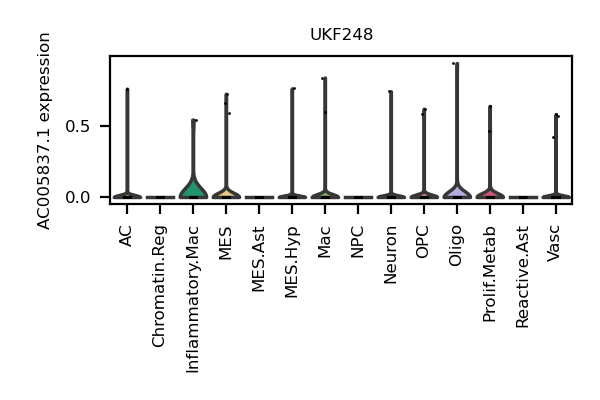 UKF248
AC005837.1 expression
0.5
0.0
AC
Chromatin.Reg
Inflammatory.Mac
MES
MES.Ast
MES.Hyp
Mac
NPC
Neuron
OPC
Oligo
Prolif.Metab
Reactive.Ast
Vasc